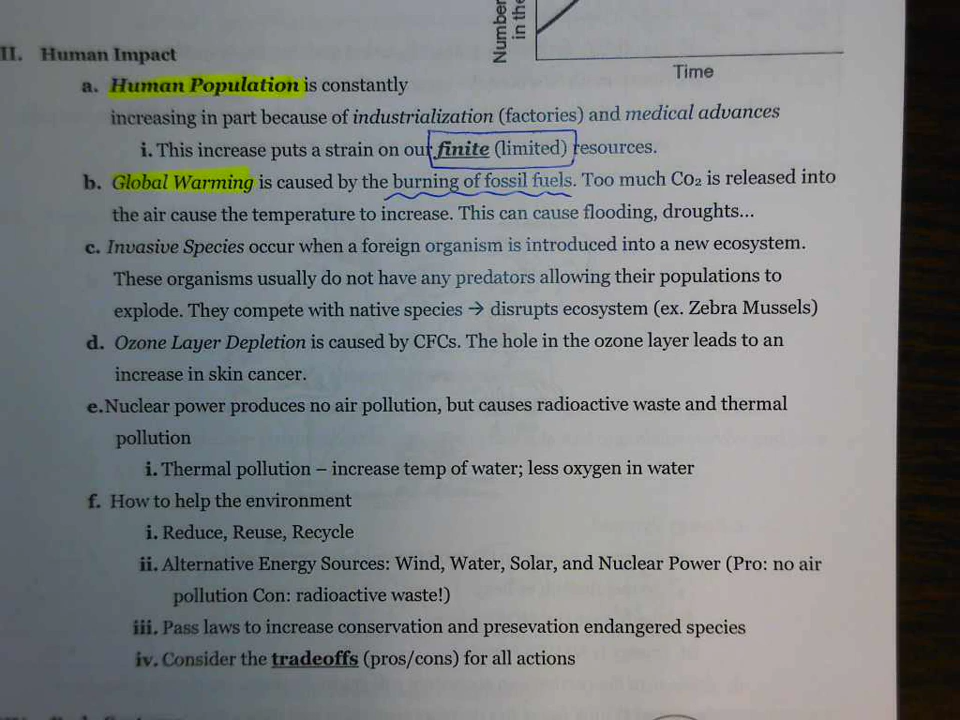 Number
in the
Time
II. Human Impact
a. Human Population is constantly
increasing in part because of industrialization (factories) and medical advances
i. This increase puts a strain on our finite (limited) resources.
b. Global Warming is caused by the burning of fossil fuels. Too much Co2 is released into
the air cause the temperature to increase. This can cause flooding, droughts...
c. Invasive Species occur when a foreign organism is introduced into a new ecosystem.
These organisms usually do not have any predators allowing their populations to
explode. They compete with native species → disrupts ecosystem (ex. Zebra Mussels)
d. Ozone Layer Depletion is caused by CFCs. The hole in the ozone layer leads to an
increase in skin cancer.
e.Nuclear power produces no air pollution, but causes radioactive waste and thermal
pollution
i. Thermal pollution – increase temp of water; less oxygen in water
f. How to help the environment
i. Reduce, Reuse, Recycle
ii. Alternative Energy Sources: Wind, Water, Solar, and Nuclear Power (Pro: no air
pollution Con: radioactive waste!)
iii. Pass laws to increase conservation and presevation endangered species
iv. Consider the tradeoffs (pros/cons) for all actions